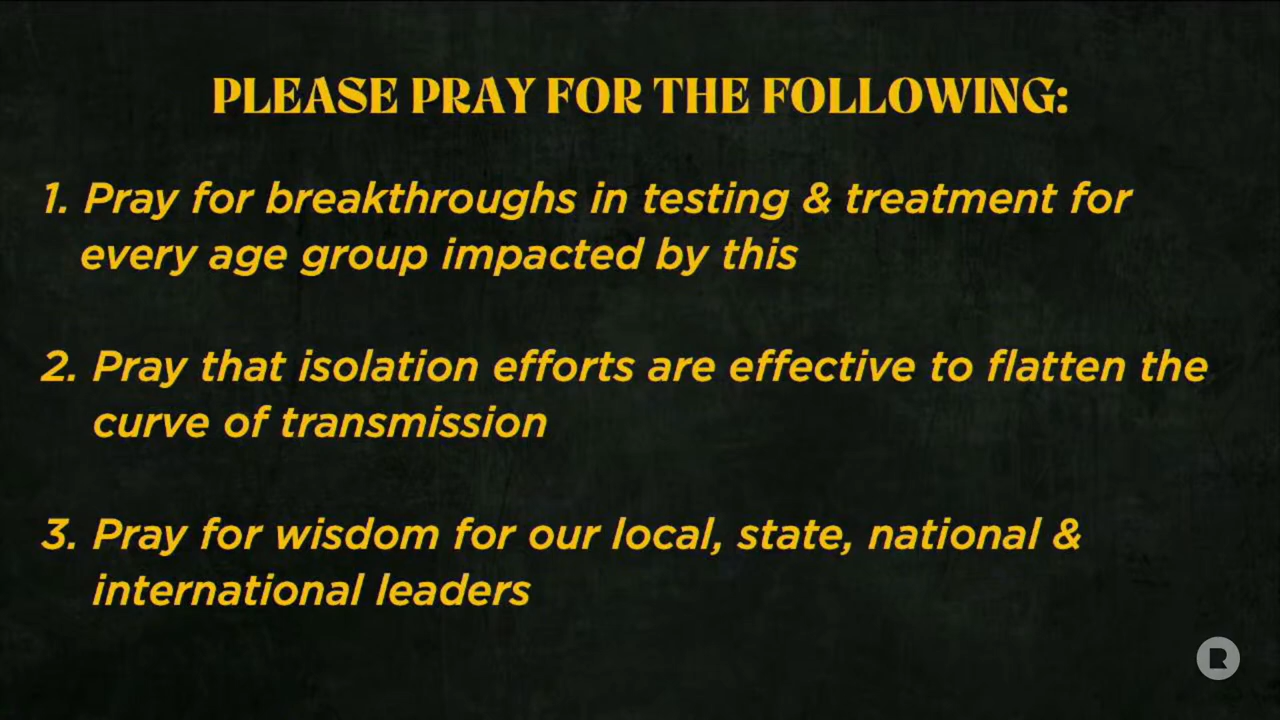 PLEASE PRAY FOR THE FOLLOWING:
1. Pray for breakthroughs in testing & treatment for
every age group impacted by this
2. Pray that isolation efforts are effective to flatten the
curve of transmission
3. Pray for wisdom for our local, state, national &
international leaders
R